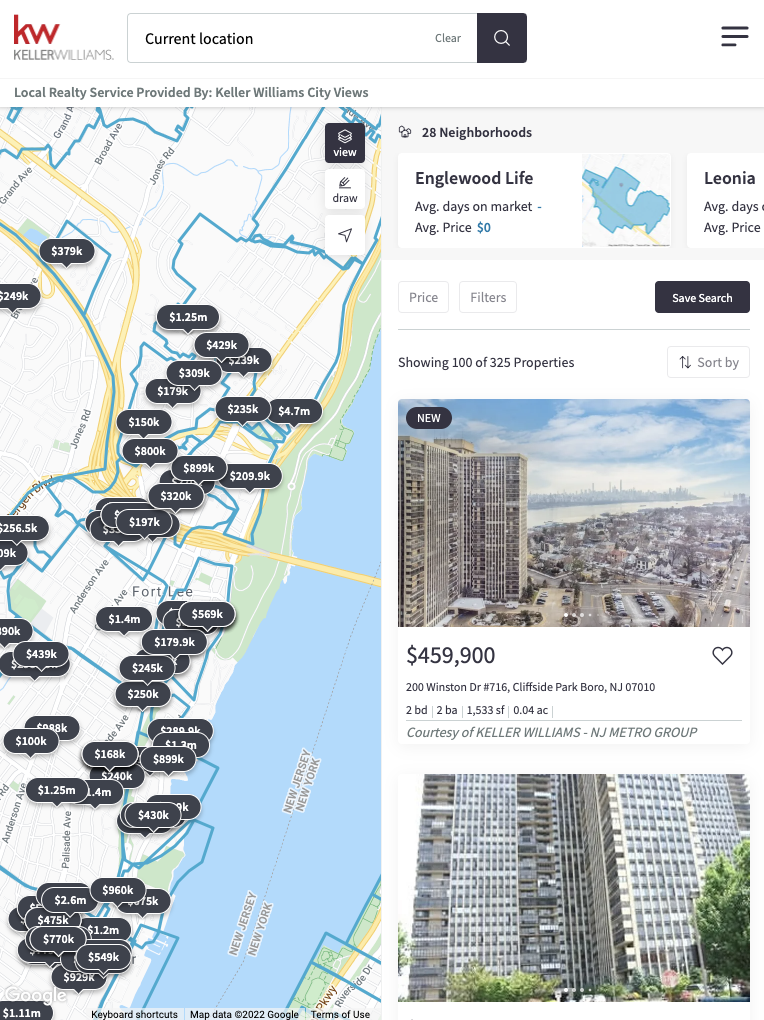 kw
KELLERWILLIAMS.
Current location
Clear
Local Realty Service Provided By: Keller Williams City Views
view
draw
Grand Ave
Broad Ave
Jones Rd
Grand Ave
$379k
$249k
$1.25m
$429k
$239k
$309k
$179k
$235k
$4.7m
$150k
Jones Rd
$800k
$899k
$209.9k
$320k
$197k
$256.5k
Anderson Ave
Fort Lee
$1.4m
$569k
$179.9k
$439k
$245k
$250k
$988k
$100k
$289.9k
$1.3m
$168k
$899k
$240k
$1.25m
NEW JERSEY
NEW YORK
$430k
Anderson Ave
Palisade Ave
$960k
$2.6m
$475k
$1.2m
$770k
$549k
$929k
NEW JERSEY
NEW YORK
Riverside Dr
Pkwy
Google
$1.11m
Keyboard shortcuts
Map data ©2022 Google
Terms of Use
28 Neighborhoods
Englewood Life
Avg. days on market -
Avg. Price $0
Leonia
Avg. days
Avg. Price
Price
Filters
Save Search
Showing 100 of 325 Properties
Sort by
NEW
$459,900
200 Winston Dr #716, Cliffside Park Boro, NJ 07010
2 bd | 2 ba | 1,533 sf | 0.04 ac |
Courtesy of KELLER WILLIAMS - NJ METRO GROUP